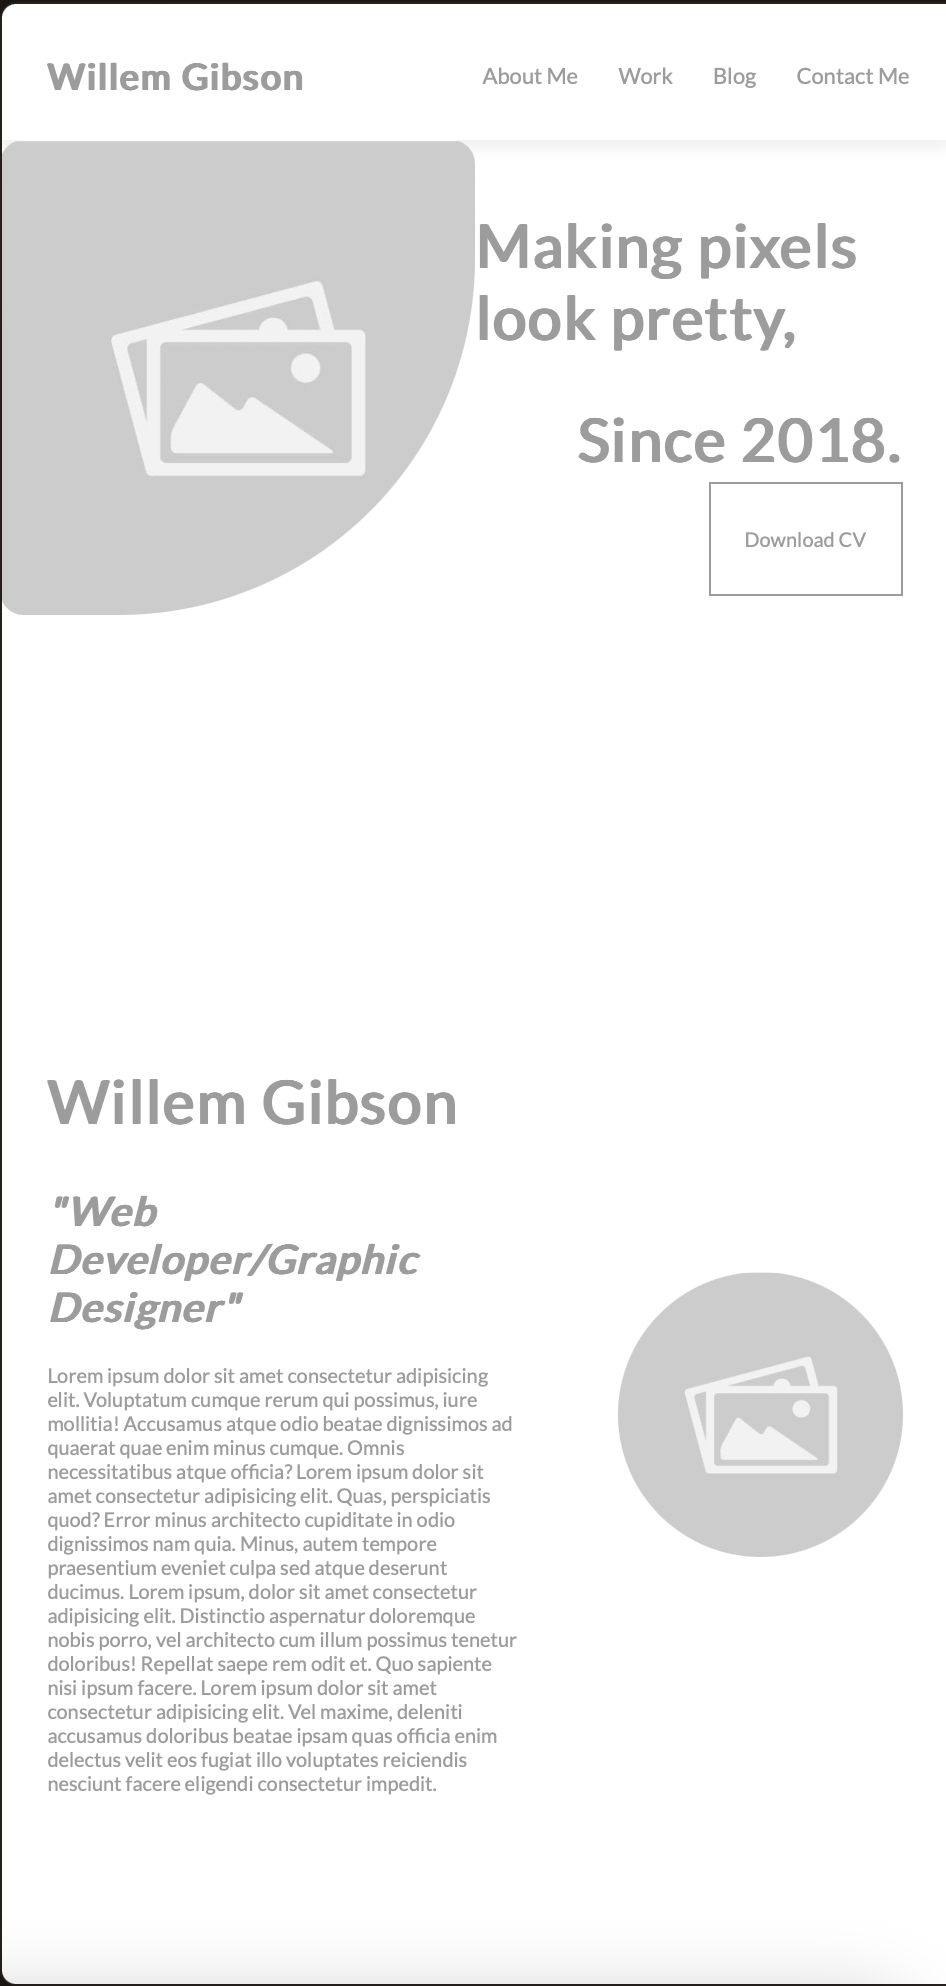 Willem Gibson
About Me Work Blog Contact Me
Making pixels
look pretty,
Since 2018.
Download CV
Willem Gibson
"Web
Developer/Graphic
Designer"
Lorem ipsum dolor sit amet consectetur adipisicing
elit. Voluptatum cumque rerum qui possimus, iure
mollitia! Accusamus atque odio beatae dignissimos ad
quaerat quae enim minus cumque. Omnis
necessitatibus atque officia? Lorem ipsum dolor sit
amet consectetur adipisicing elit. Quas, perspiciatis
quod? Error minus architecto cupiditate in odio
dignissimos nam quia. Minus, autem tempore
praesentium eveniet culpa sed atque deserunt
ducimus. Lorem ipsum, dolor sit amet consectetur
adipisicing elit. Distinctio aspernatur doloremque
nobis porro, vel architecto cum illum possimus tenetur
doloribus! Repellat saepe rem odit et. Quo sapiente
nisi ipsum facere. Lorem ipsum dolor sit amet
consectetur adipisicing elit. Vel maxime, deleniti
accusamus doloribus beatae ipsam quas officia enim
delectus velit eos fugiat illo voluptates reiciendis
nesciunt facere eligendi consectetur impedit.